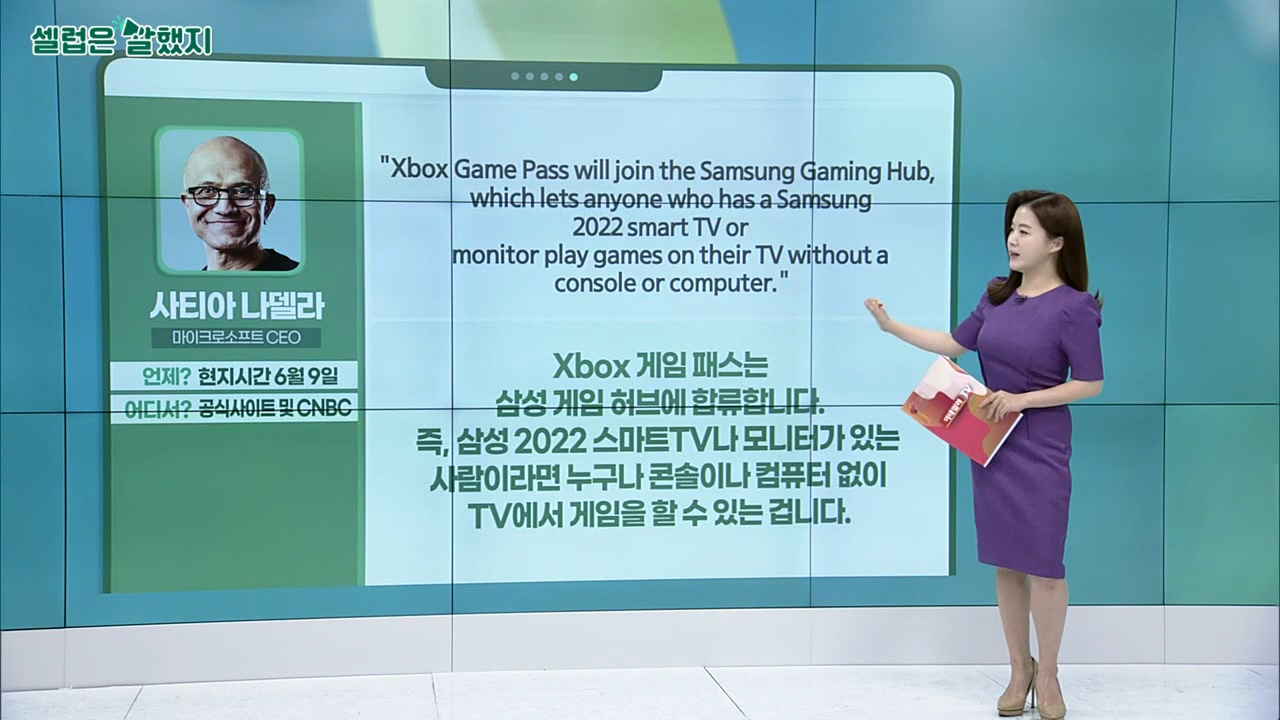 셀럽은 말했지
"Xbox Game Pass will join the Samsung Gaming Hub,
which lets anyone who has a Samsung
2022 smart TV or
monitor play games on their TV without a
console or computer."
사티아 나델라
마이크로소프트 CEO
언제? 현지시간 6월 9일
어디서? 공식사이트 및 CNBC
Xbox 게임 패스는
삼성 게임 허브에 합류합니다.
즉, 삼성 2022 스마트TV나 모니터가 있는
사람이라면 누구나 콘솔이나 컴퓨터 없이
TV에서 게임을 할 수 있는 겁니다.